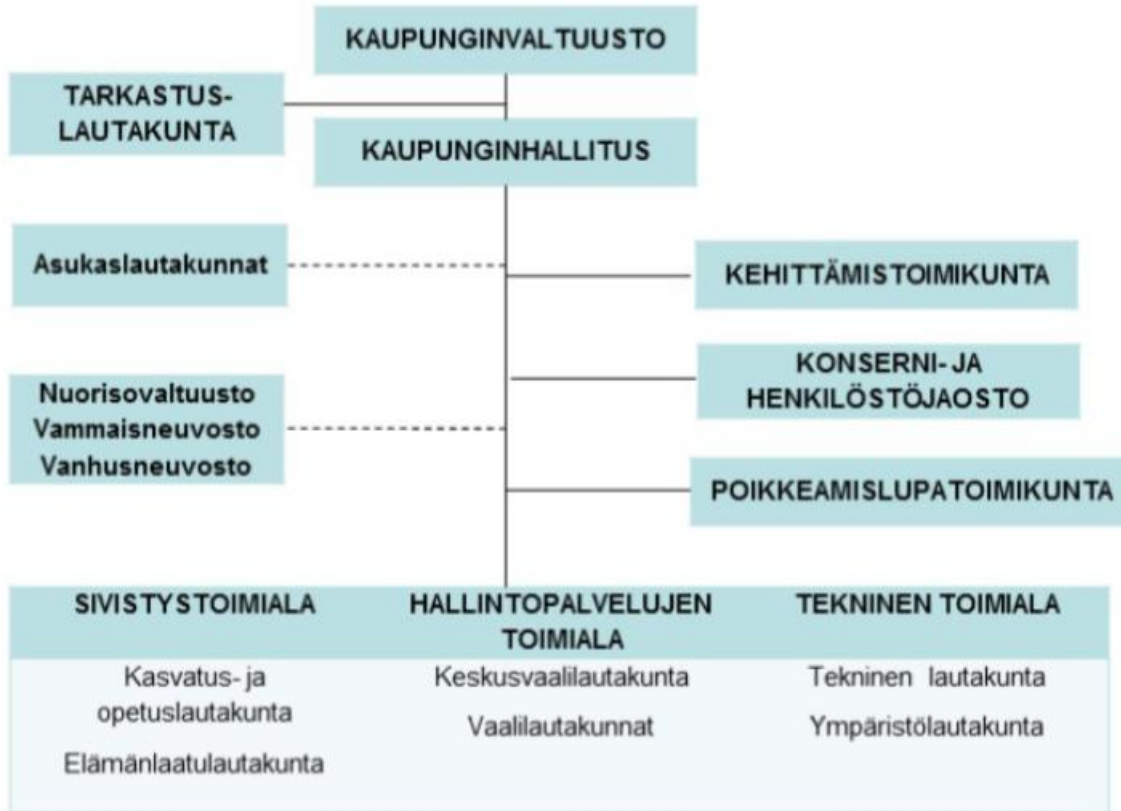 KAUPUNGINVALTUUSTO
TARKASTUS-
LAUTAKUNTA
KAUPUNGINHALLITUS
Asukaslautakunnat
KEHITTÄMISTOIMIKUNTA
KONSERNI- JA
HENKILÖSTÖJAOSTO
Nuorisovaltuusto
Vammaisneuvosto
Vanhusneuvosto
POIKKEAMISLUPATOIMIKUNTA
SIVISTYSTOIMIALA
Kasvatus- ja
opetuslautakunta
Elämänlaatulautakunta
HALLINTOPALVELUJEN
TOIMIALA
Keskusvaalilautakunta
Vaalilautakunnat
TEKNINEN TOIMIALA
Tekninen lautakunta
Ympäristölautakunta